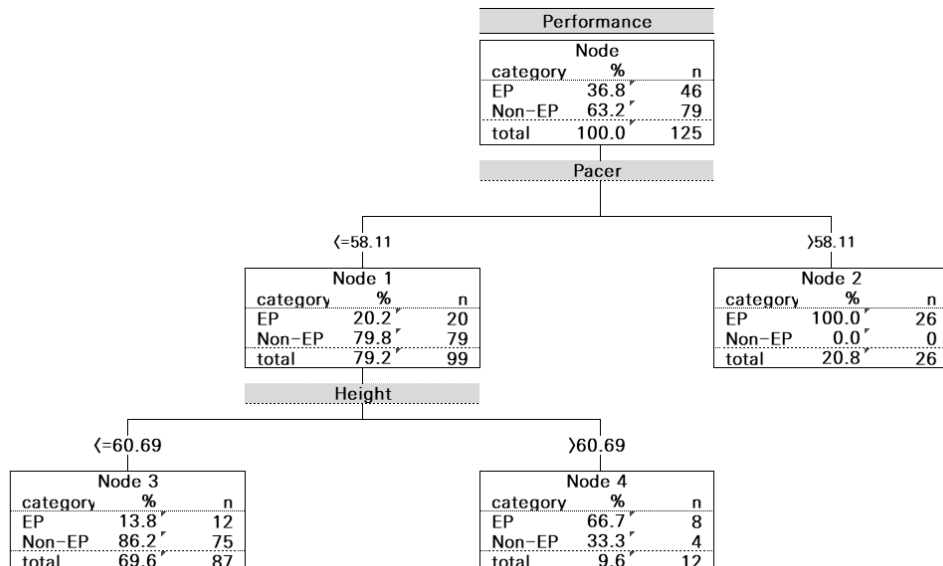 Performance
Node
category % n
EP 36.8 46
Non-EP 63.2 79
total 100.0 125
Pacer
<=58.11
>58.11
Node 1
category % n
EP 20.2 20
Non-EP 79.8 79
total 79.2 99
Node 2
category % n
EP 100.0 26
Non-EP 0.0 0
total 20.8 26
Height
<=60.69
>60.69
Node 3
category % n
EP 13.8 12
Non-EP 86.2 75
total 69.6 87
Node 4
category % n
EP 66.7 8
Non-EP 33.3 4
total 9.6 12